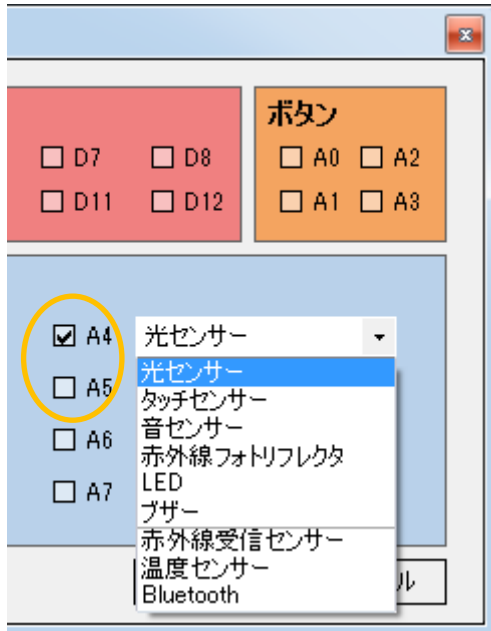 ボタン
D7 D8 A0 A2
D11 D12 A1 A3
A4 光センサー
光センサー
A5
タッチセンサー
音センサー
A6
赤外線フォトリフレクタ
LED
A7
ブザー
赤外線受信センサー
温度センサー
ル
Bluetooth